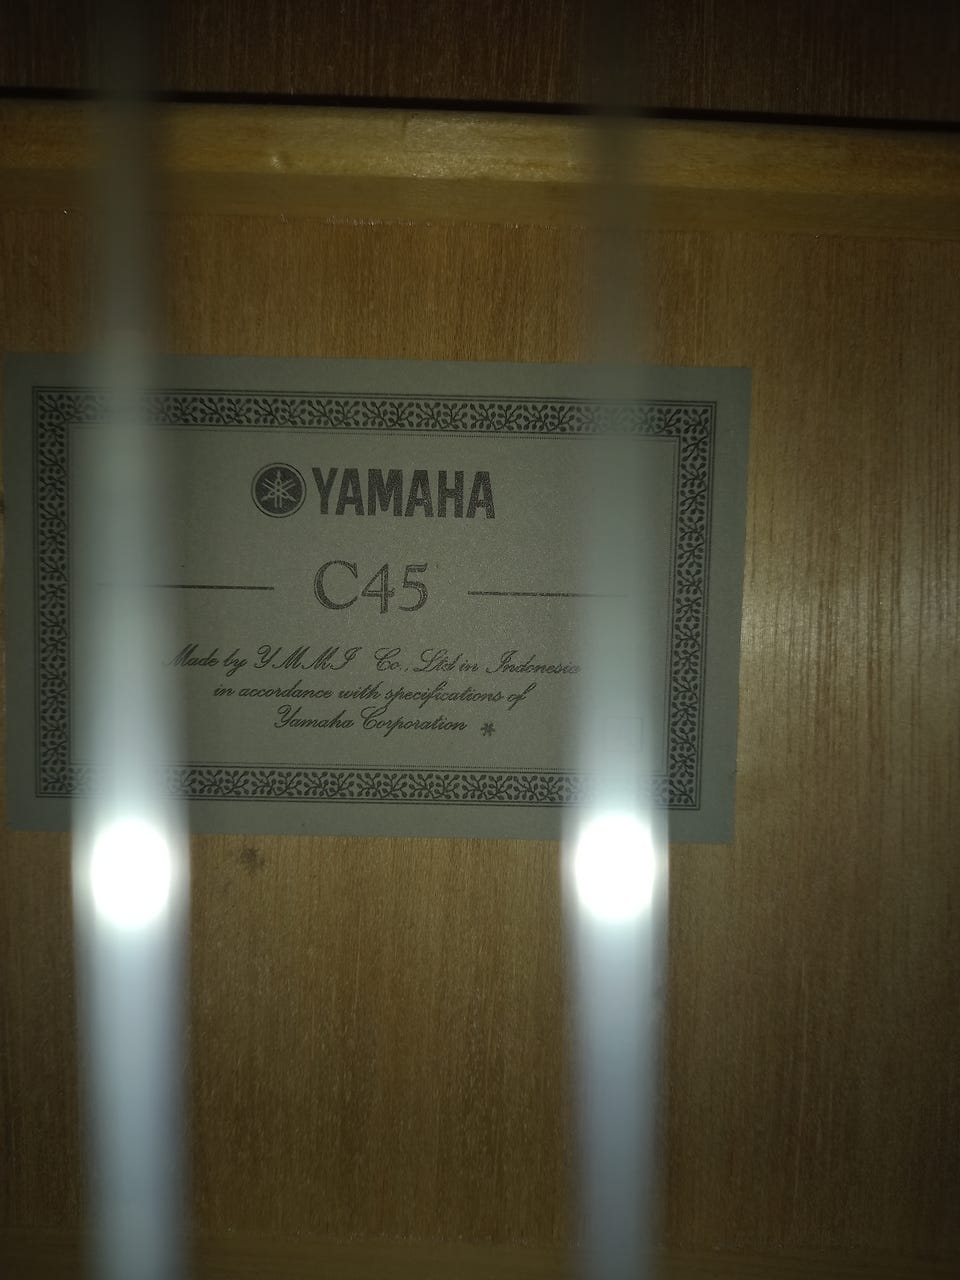 YAMAHA
C45
Made by YMMI Co., Ltd in Indonesia
in accordance with specifications of
Yamaha Corporation *